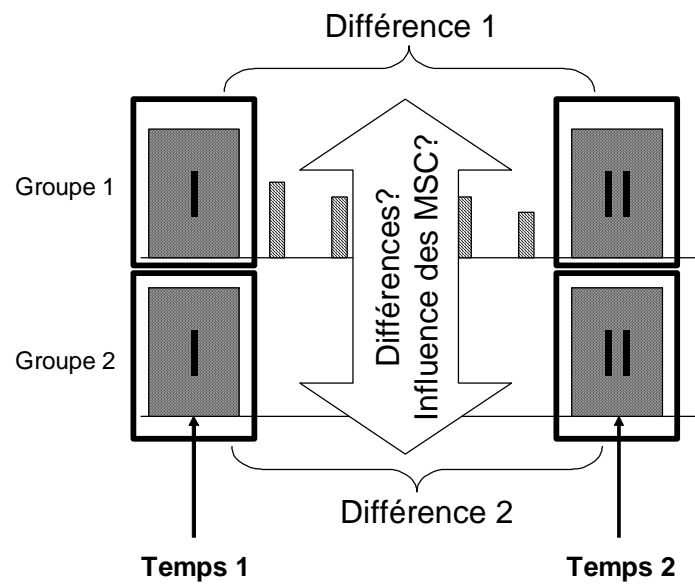 Différence 1
Groupe 1
I
II
Différences?
Influence des MSC?
Groupe 2
I
II
Différence 2
Temps 1
Temps 2